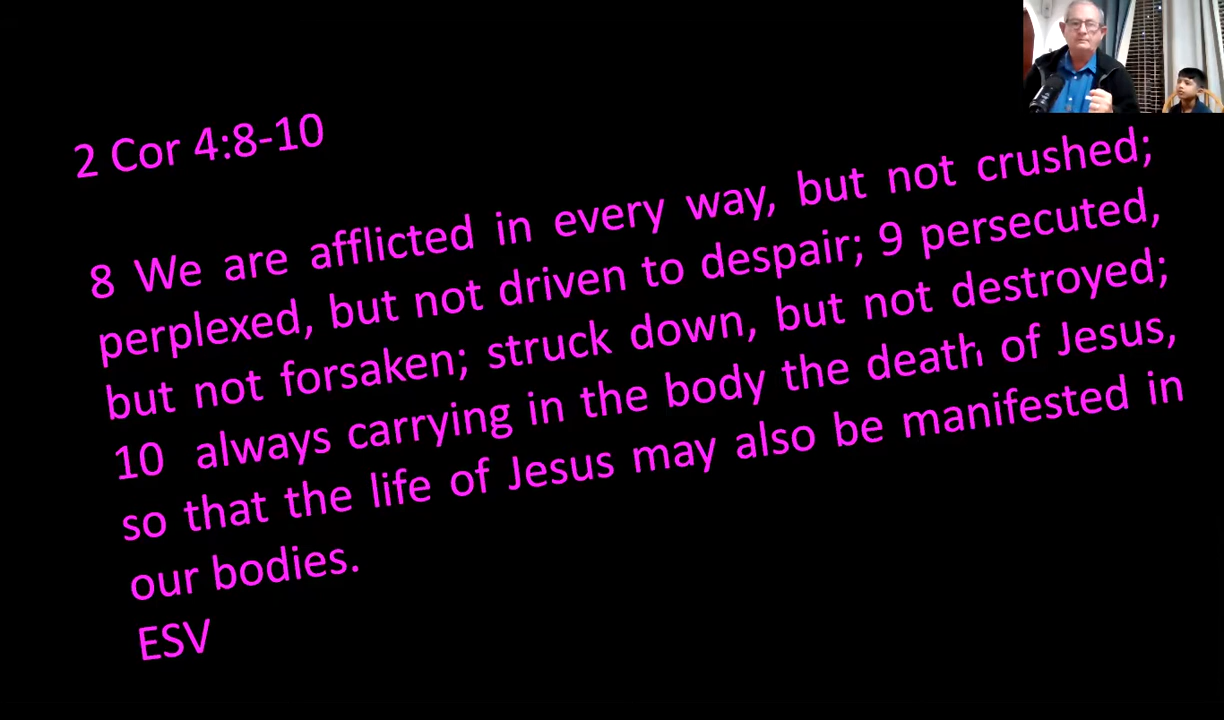 2 Cor 4:8-10
8 We are afflicted in every way, but not crushed;
perplexed, but not driven to despair; 9 persecuted,
but not forsaken; struck down, but not destroyed;
10 always carrying in the body the death of Jesus,
so that the life of Jesus may also be manifested in
our bodies.
ESV